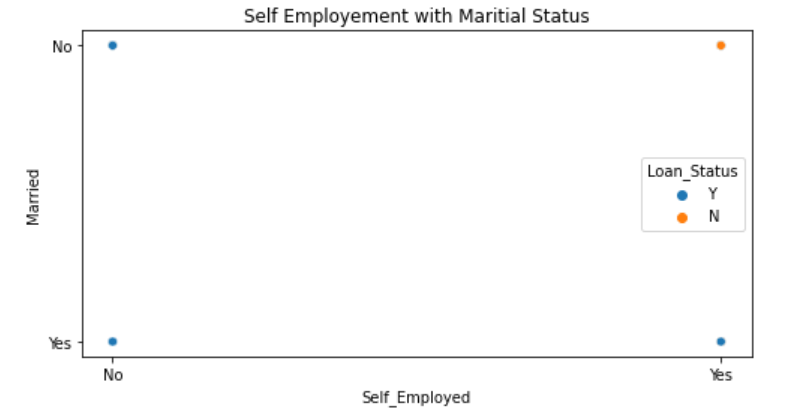 Self Employement with Maritial Status
No
Married
Loan_Status
Y
N
Yes
No
Yes
Self_Employed